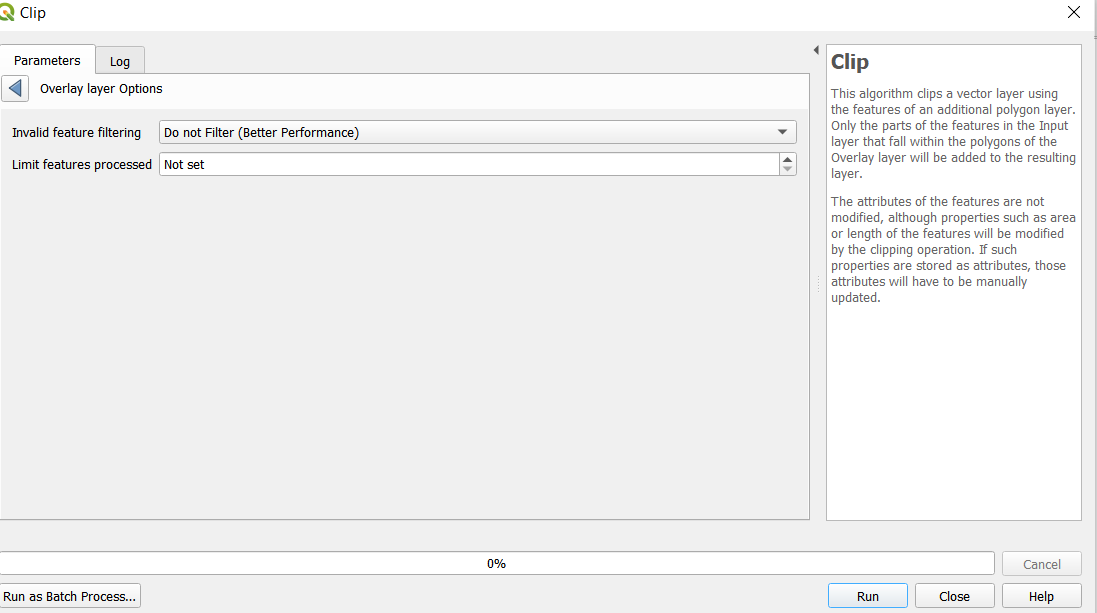 Clip
Parameters
Log
Overlay layer Options
Invalid feature filtering
Do not Filter (Better Performance)
Limit features processed
Not set
Clip
This algorithm clips a vector layer using
the features of an additional polygon layer.
Only the parts of the features in the Input
layer that fall within the polygons of the
Overlay layer will be added to the resulting
layer.
The attributes of the features are not
modified, although properties such as area
or length of the features will be modified
by the clipping operation. If such
properties are stored as attributes, those
attributes will have to be manually
updated.
0%
Cancel
Run as Batch Process...
Run
Close
Help